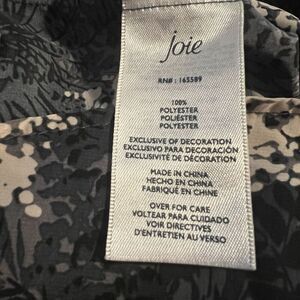 joie
RN# : 165589
100%
POLYESTER
POLIÉSTER
POLYESTER
EXCLUSIVE OF DECORATION
EXCLUSIVO PARA DECORACIÓN
EXCLUSIVITÉ DE DÉCORATION
MADE IN CHINA
HECHO EN CHINA
FABRIQUÉ EN CHINE
OVER FOR CARE
VOLTEAR PARA CUIDADO
VOIR DIRECTIVES
D'ENTRETIEN AU VERSO